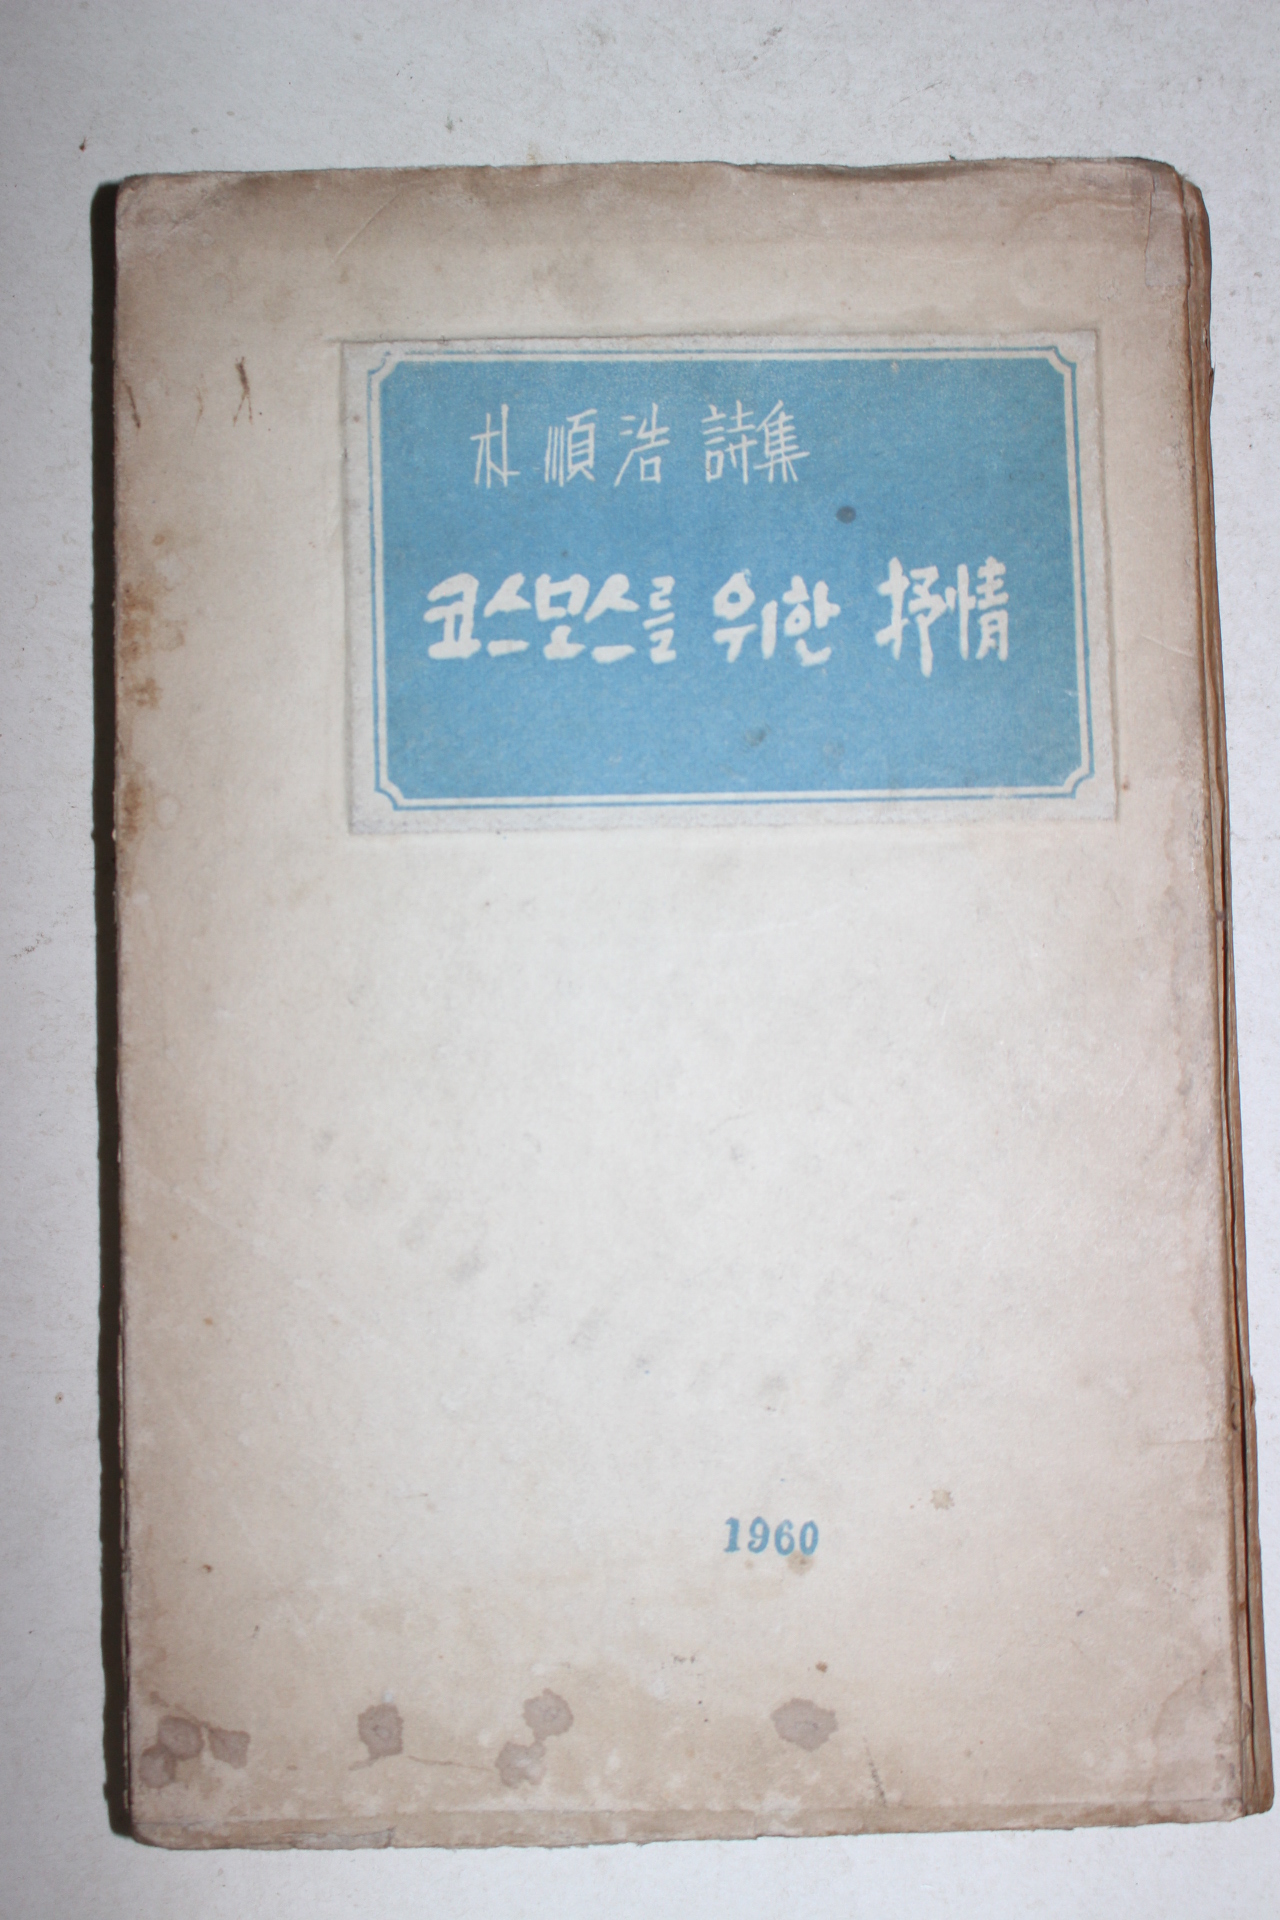 朴順浩 詩集
코스모스를 위한 抒情
1960